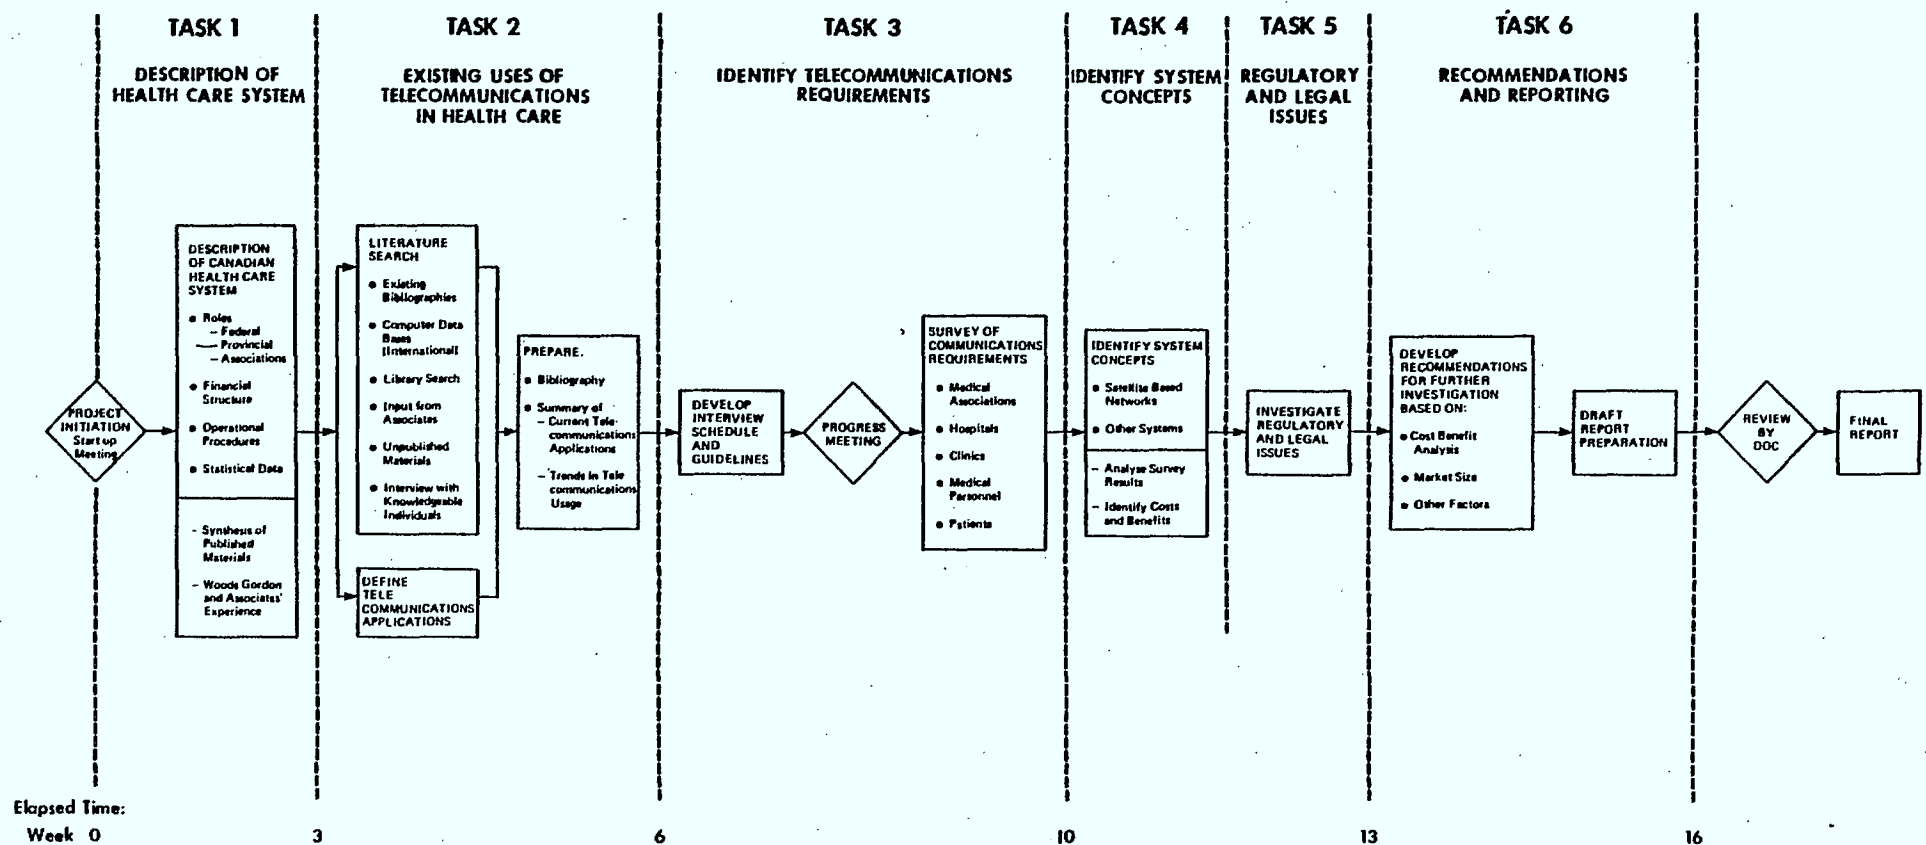 TASK 1
DESCRIPTION OF
HEALTH CARE SYSTEM
TASK 2
EXISTING USES OF
TELECOMMUNICATIONS
IN HEALTH CARE
TASK 3
IDENTIFY TELECOMMUNICATIONS
REQUIREMENTS
TASK 4
IDENTIFY SYSTEM
CONCEPTS
TASK 5
REGULATORY
AND LEGAL
ISSUES
TASK 6
RECOMMENDATIONS
AND REPORTING
PROJECT
INITIATION
Start up
Meeting
DESCRIPTION
OF CANADIAN
HEALTH CARE
SYSTEM
● Roles
– Federal
– Provincial
– Associations
● Financial
Structure
● Operational
Procedures
● Statistical Data
– Synthesis of
Published
Materials
– Woods Gordon
and Associates'
Experience
LITERATURE
SEARCH
● Existing
Bibliographies
● Computer Data
Bases
(International)
● Library Search
● Input from
Associates
● Unpublished
Materials
● Interview with
Knowledgeable
Individuals
DEFINE
TELE
COMMUNICATIONS
APPLICATIONS
PREPARE.
● Bibliography
● Summary of
– Current Tele-
communications
Applications
– Trends in Tele
communications
Usage
DEVELOP
INTERVIEW
SCHEDULE
AND
GUIDELINES
PROGRESS
MEETING
SURVEY OF
COMMUNICATIONS
REQUIREMENTS
● Medical
Associations
● Hospitals
● Clinics
● Medical
Personnel
● Patients
IDENTIFY SYSTEM
CONCEPTS
● Satellite Based
Networks
● Other Systems
– Analyse Survey
Results
– Identify Costs
and Benefits
INVESTIGATE
REGULATORY
AND LEGAL
ISSUES
DEVELOP
RECOMMENDATIONS
FOR FURTHER
INVESTIGATION
BASED ON:
● Cost Benefit
Analysis
● Market Size
● Other Factors
DRAFT
REPORT
PREPARATION
REVIEW
BY
DOC
FINAL
REPORT
Elapsed Time:
Week 0 3 6 10 13 16